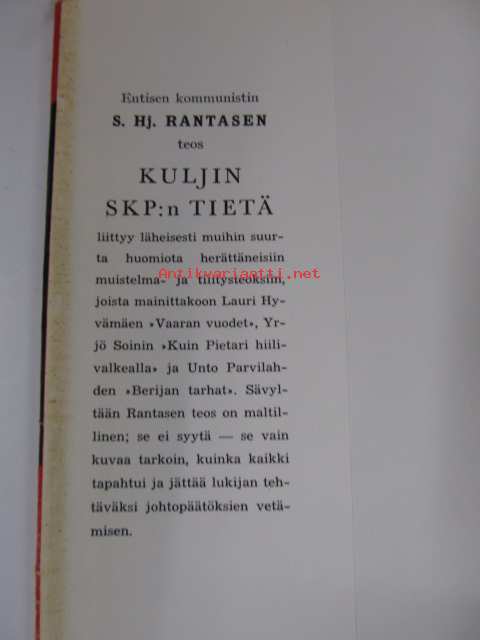 Entisen kommunistin
S. Hj. RANTASEN
teos
KULJIN
SKP:n TIETÄ
liittyy läheisesti muihin suur-
ta huomiota herättäneisiin
muistelma- ja tilitysteoksiin,
Antikvariaatti.net
joista mainittakoon Lauri Hy-
vämäen »Vaaran vuodet», Yr-
jö Soinin »Kuin Pietari hiili-
valkealla» ja Unto Parvilah-
den »Berijan tarhat». Sävyl-
tään Rantasen teos on maltil-
linen; se ei syytä — se vain
kuvaa tarkoin, kuinka kaikki
tapahtui ja jättää lukijan teh-
täväksi johtopäätöksien vetä-
misen.